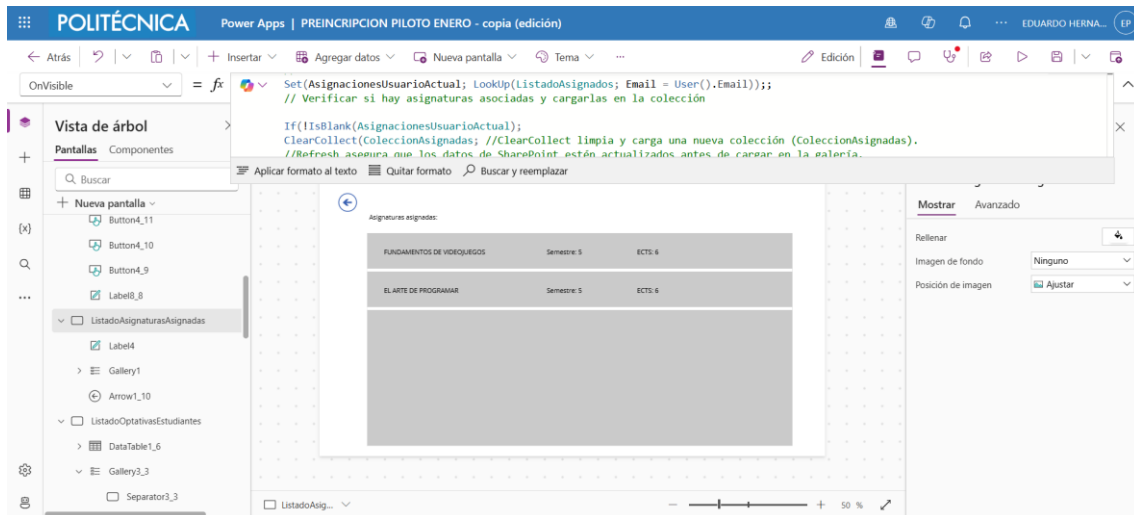 POLITÉCNICA Power Apps | PREINCRIPCION PILOTO ENERO - copia (edición) ... EDUARDO HERNA... EP
Atrás Insertar Agregar datos Nueva pantalla Tema ... Edición
OnVisible = fx Set(AsignacionesUsuarioActual; LookUp(ListadoAsignados; Email = User().Email));;
// Verificar si hay asignaturas asociadas y cargarlas en la colección
If(!IsBlank(AsignacionesUsuarioActual);
ClearCollect(ColeccionAsignadas; //ClearCollect limpia y carga una nueva colección (ColeccionAsignadas).
//Refresh asegura que los datos de SharePoint estén actualizados antes de cargar en la galería.
Aplicar formato al texto Quitar formato Buscar y reemplazar
Vista de árbol
Pantallas Componentes
Buscar
Nueva pantalla
Button4_11
Button4_10
Button4_9
Label8_8
ListadoAsignaturasAsignadas
Label4
Gallery1
Arrow1_10
ListadoOptativasEstudiantes
DataTable1_6
Gallery3_3
Separator3_3
Asignaturas asignadas:
FUNDAMENTOS DE VIDEOJUEGOS Semestre: 5 ECTS: 6
EL ARTE DE PROGRAMAR Semestre: 5 ECTS: 6
ListadoAsig... 50 %
Mostrar Avanzado
Rellenar
Imagen de fondo Ninguno
Posición de imagen Ajustar